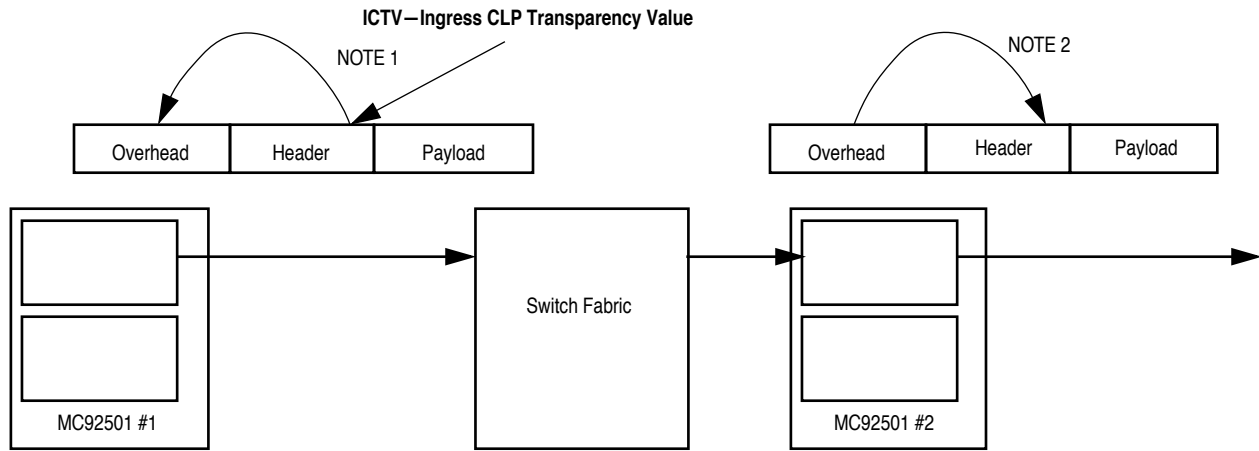 ICTV—Ingress CLP Transparency Value
NOTE 1
NOTE 2
Overhead Header Payload
Overhead Header Payload
Switch Fabric
MC92501 #1
MC92501 #2